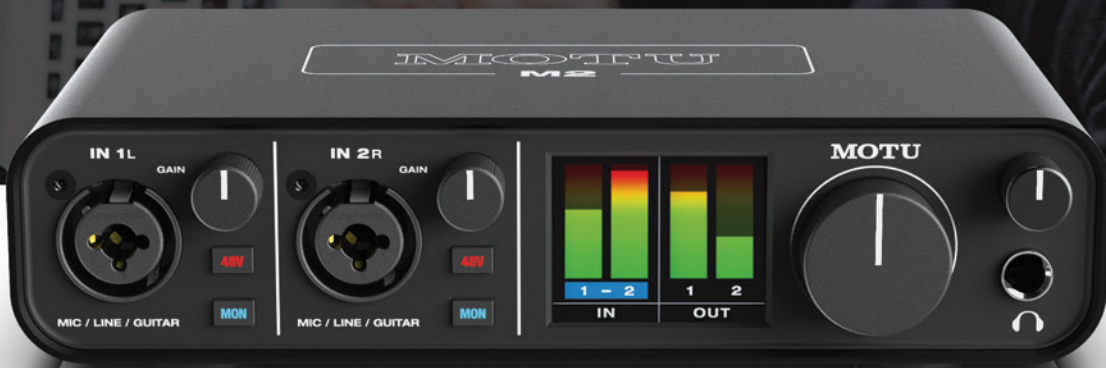 MOTU
M2
IN 1L
GAIN
48V
MON
MIC / LINE / GUITAR
IN 2R
GAIN
48V
MON
MIC / LINE / GUITAR
1 - 2
IN
1 2
OUT
MOTU